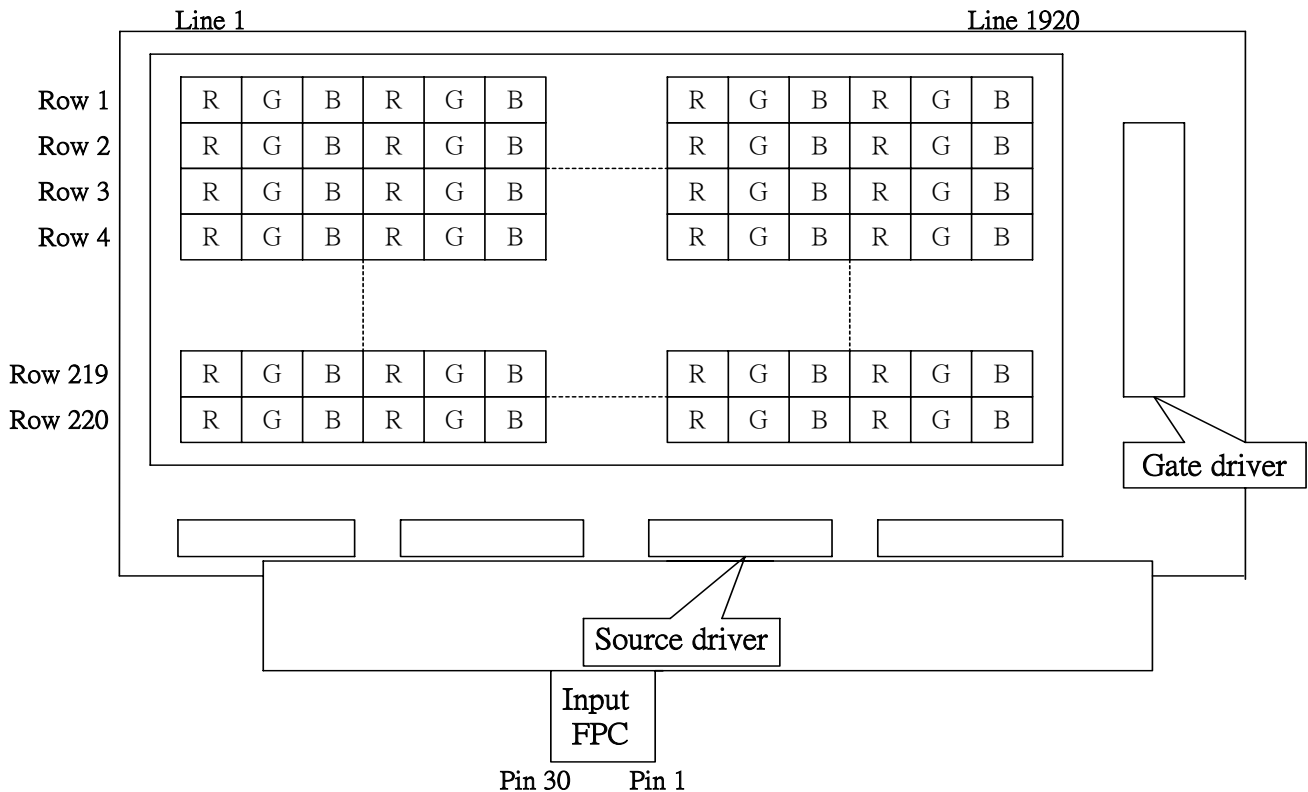 Line 1 Line 1920
Row 1 R G B R G B R G B R G B
Row 2 R G B R G B R G B R G B
Row 3 R G B R G B R G B R G B
Row 4 R G B R G B R G B R G B
Row 219 R G B R G B R G B R G B
Row 220 R G B R G B R G B R G B
Gate driver
Source driver
Input
FPC
Pin 30 Pin 1